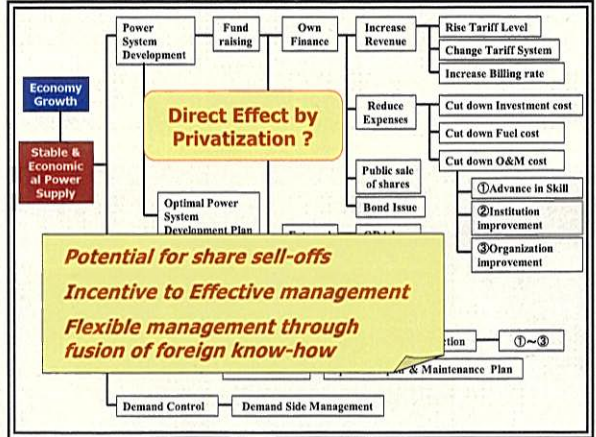 Power
System
Development
Fund
raising
Own
Finance
Increase
Revenue
Rise Tariff Level
Change Tariff System
Increase Billing rate
Economy
Growth
Direct Effect by
Privatization ?
Reduce
Expenses
Cut down Investment cost
Cut down Fuel cost
Cut down O&M cost
Stable &
Economic
al Power
Supply
Public sale
of shares
Bond Issue
①Advance in Skill
②Institution
improvement
③Organization
improvement
Optimal Power
System
Development Plan
Potential for share sell-offs
Incentive to Effective management
Flexible management through
fusion of foreign know-how
①～③
& Maintenance Plan
Demand Control
Demand Side Management